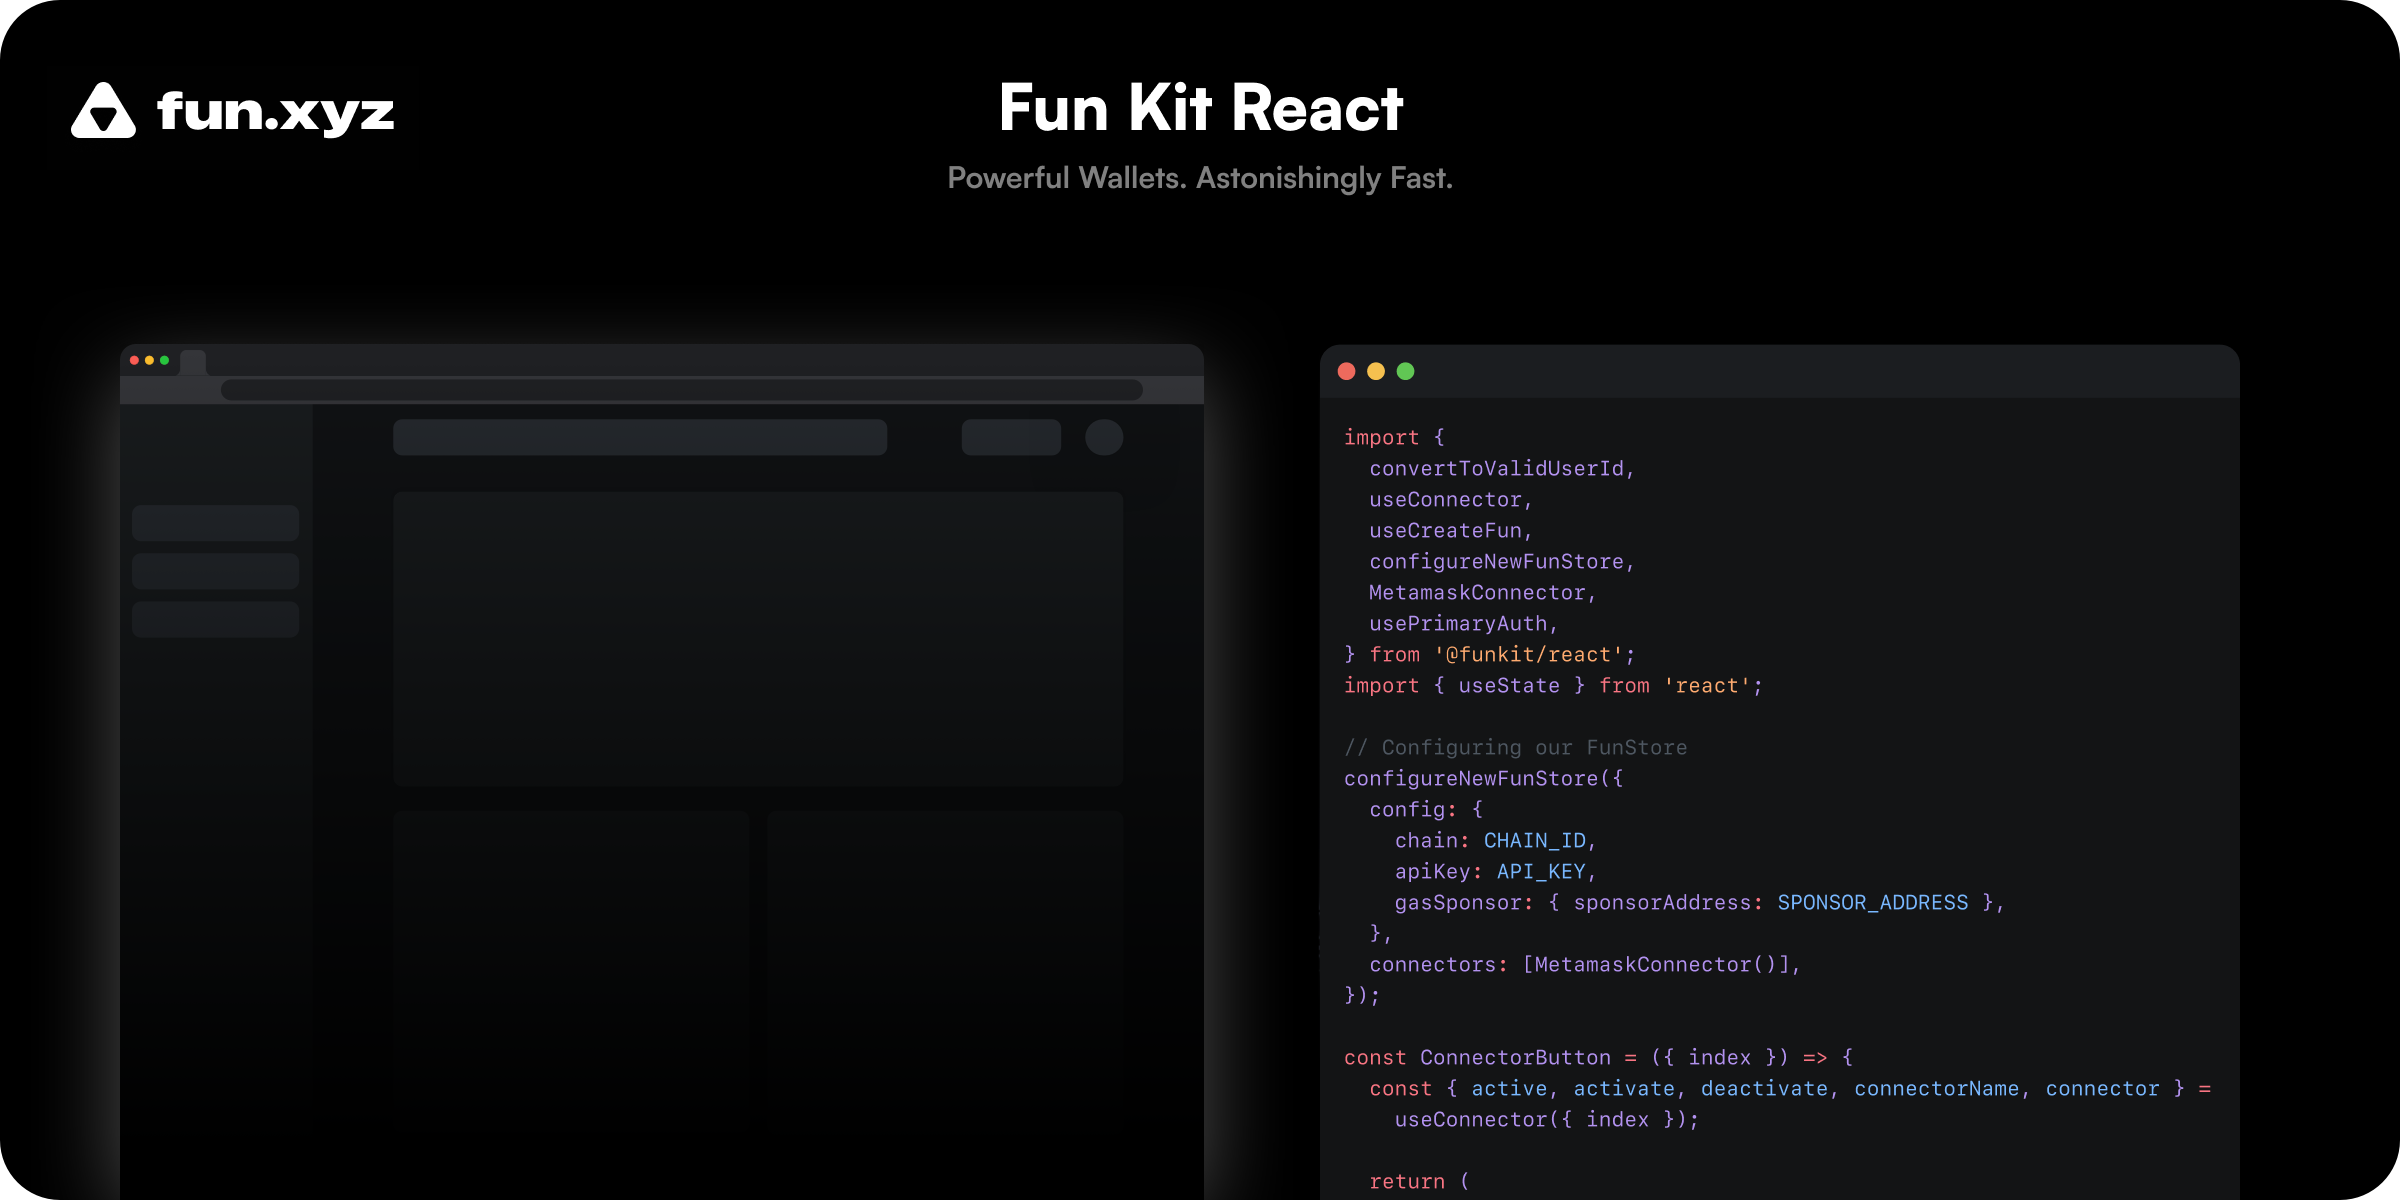 fun.xyz
Fun Kit React
Powerful Wallets. Astonishingly Fast.
import {
  convertToValidUserId,
  useConnector,
  useCreateFun,
  configureNewFunStore,
  MetamaskConnector,
  usePrimaryAuth,
} from '@funkit/react';
import { useState } from 'react';

// Configuring our FunStore
configureNewFunStore({
  config: {
    chain: CHAIN_ID,
    apiKey: API_KEY,
    gasSponsor: { sponsorAddress: SPONSOR_ADDRESS },
  },
  connectors: [MetamaskConnector()],
});

const ConnectorButton = ({ index }) => {
  const { active, activate, deactivate, connectorName, connector } =
    useConnector({ index });

  return (